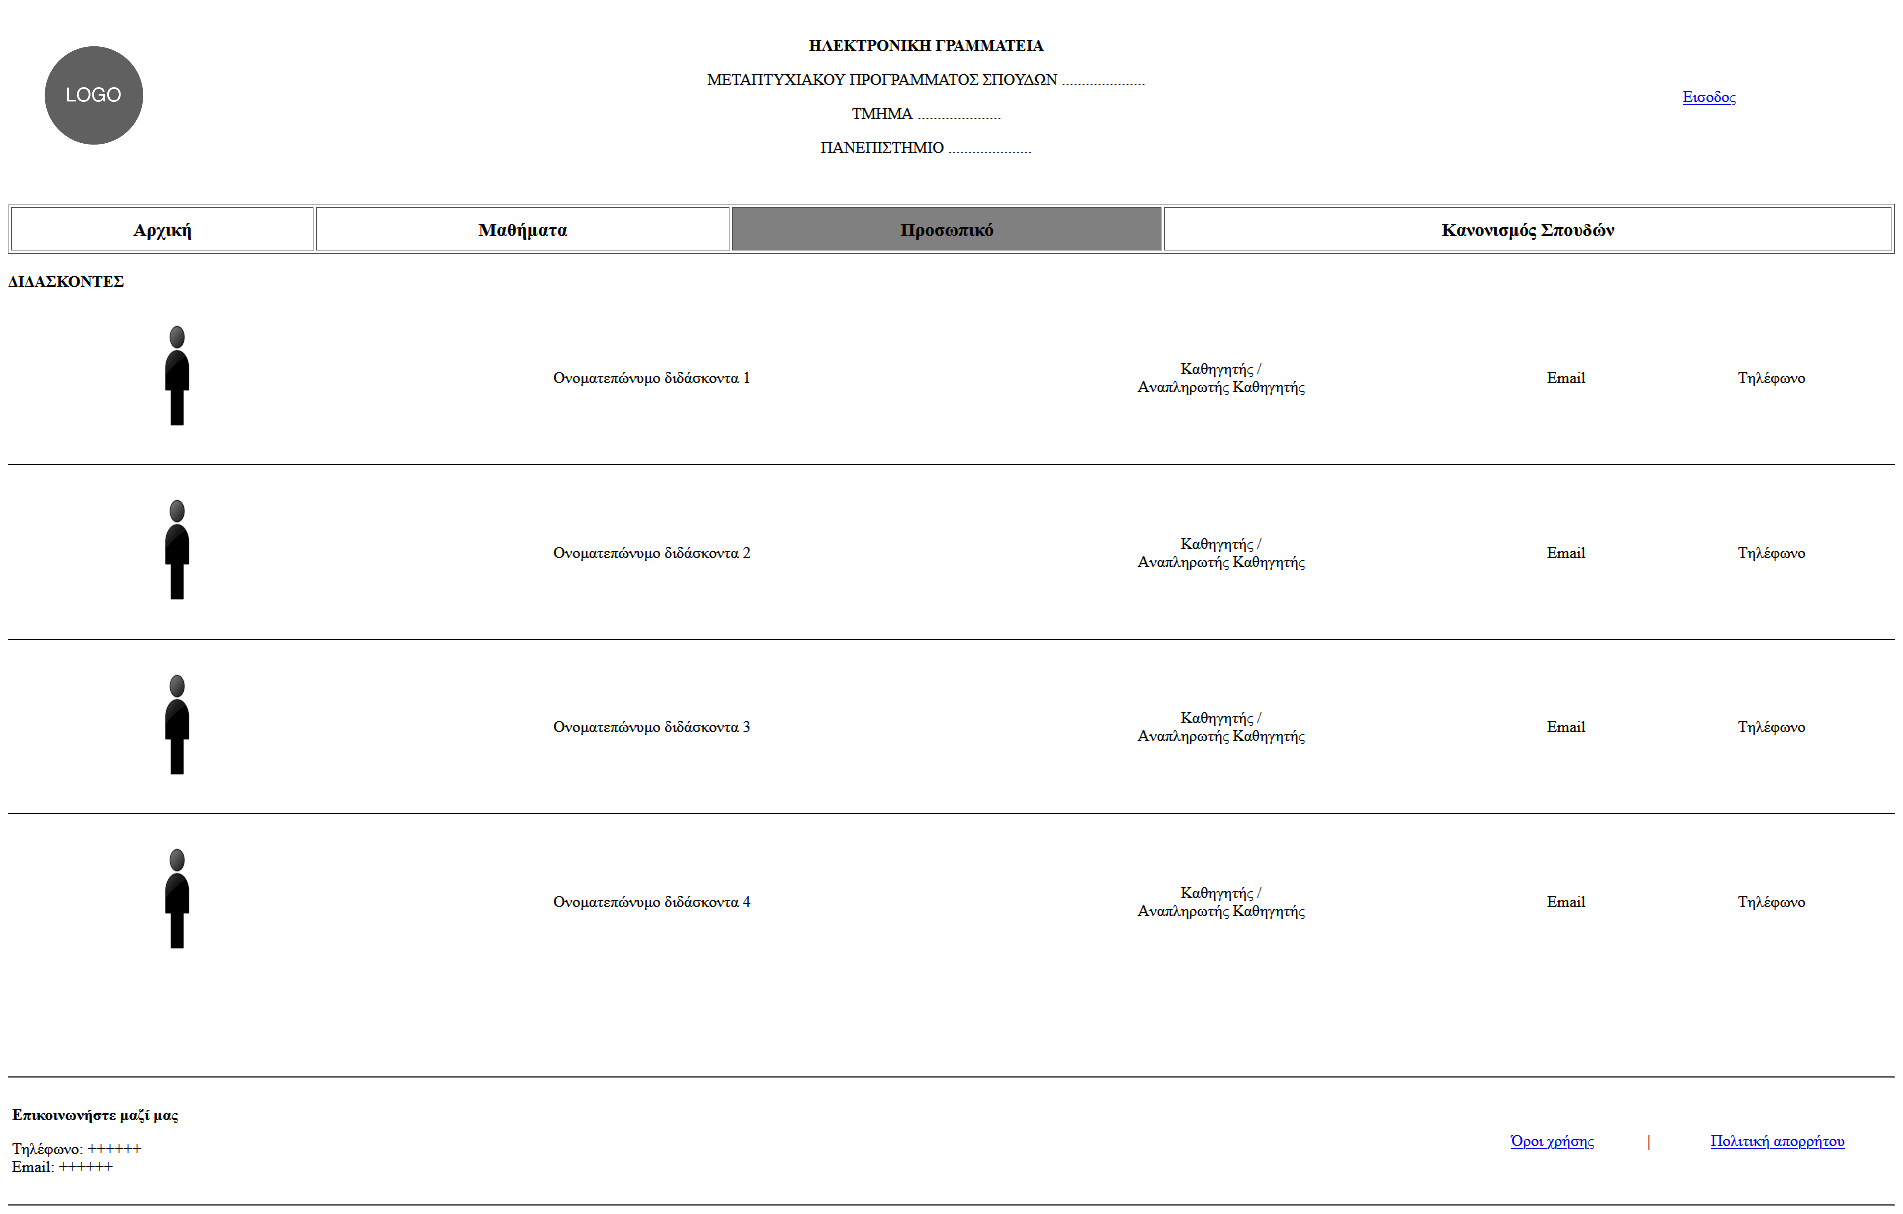 LOGO
ΗΛΕΚΤΡΟΝΙΚΗ ΓΡΑΜΜΑΤΕΙΑ
ΜΕΤΑΠΤΥΧΙΑΚΟΥ ΠΡΟΓΡΑΜΜΑΤΟΣ ΣΠΟΥΔΩΝ .....................
ΤΜΗΜΑ .....................
ΠΑΝΕΠΙΣΤΗΜΙΟ .....................
Εισοδος
Αρχική Μαθήματα Προσωπικό Κανονισμός Σπουδών
ΔΙΔΑΣΚΟΝΤΕΣ
Ονοματεπώνυμο διδάσκοντα 1
Καθηγητής /
Αναπληρωτής Καθηγητής
Email
Τηλέφωνο
Ονοματεπώνυμο διδάσκοντα 2
Καθηγητής /
Αναπληρωτής Καθηγητής
Email
Τηλέφωνο
Ονοματεπώνυμο διδάσκοντα 3
Καθηγητής /
Αναπληρωτής Καθηγητής
Email
Τηλέφωνο
Ονοματεπώνυμο διδάσκοντα 4
Καθηγητής /
Αναπληρωτής Καθηγητής
Email
Τηλέφωνο
Επικοινωνήστε μαζί μας
Τηλέφωνο: ++++++
Email: ++++++
Όροι χρήσης | Πολιτική απορρήτου